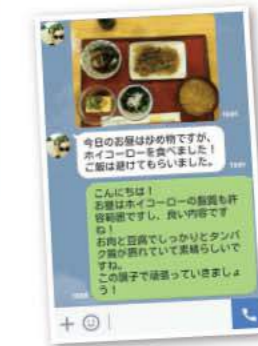 今日のお昼は炒め物ですが、
ホイコーローを食べました！
ご飯は避けてもらいました。
こんにちは！
お昼はホイコーローの脂質も許
容範囲ですし、良い内容です
ね！
お肉と豆腐でしっかりとタンパ
ク質が摂れていて素晴らしいで
すね。
この調子で頑張っていきましょ
う！